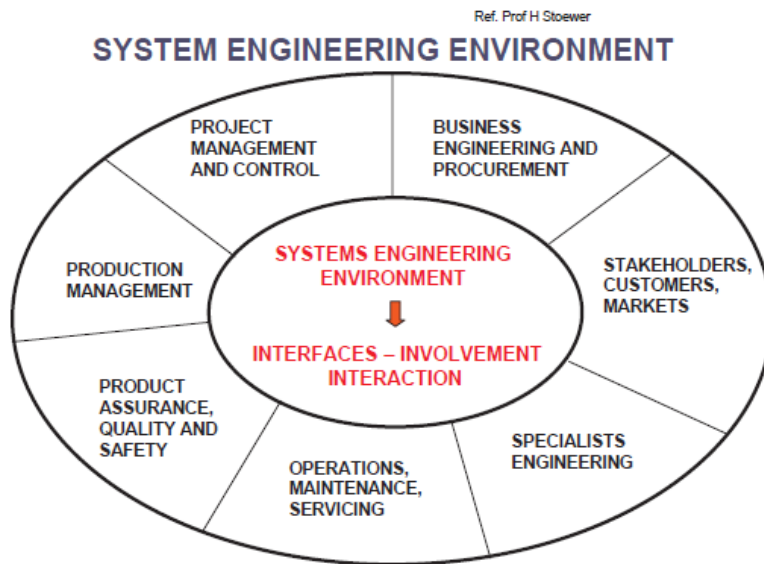 Ref. Prof H Stoewer
SYSTEM ENGINEERING ENVIRONMENT
PROJECT
MANAGEMENT
AND CONTROL
BUSINESS
ENGINEERING AND
PROCUREMENT
SYSTEMS ENGINEERING
ENVIRONMENT
INTERFACES – INVOLVEMENT
INTERACTION
PRODUCTION
MANAGEMENT
STAKEHOLDERS,
CUSTOMERS,
MARKETS
PRODUCT
ASSURANCE,
QUALITY AND
SAFETY
OPERATIONS,
MAINTENANCE,
SERVICING
SPECIALISTS
ENGINEERING